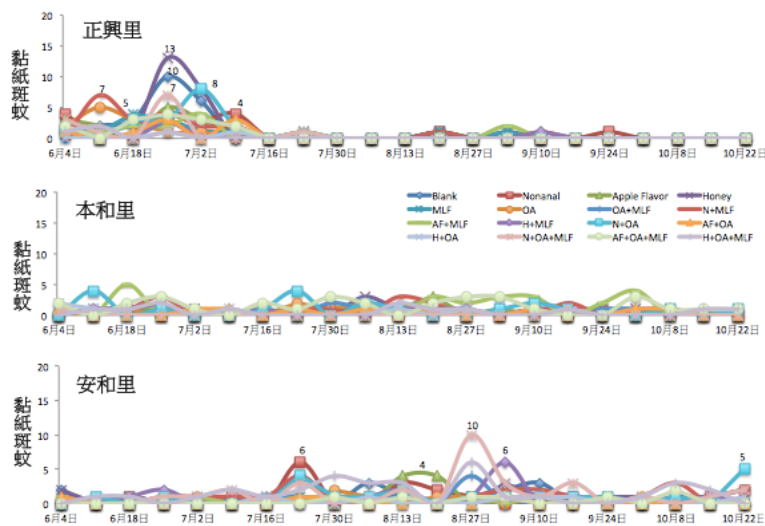 正興里
黏紙斑蚊
20
15
10
5
0
13
10
7
5
7
8
4
6月4日 6月18日 7月2日 7月16日 7月30日 8月13日 8月27日 9月10日 9月24日 10月8日 10月22日
本和里
20
15
10
5
0
Blank Nonanal Apple Flavor Honey
MLF OA OA+MLF N+MLF
AF+MLF H+MLF N+OA AF+OA
H+OA N+OA+MLF AF+OA+MLF H+OA+MLF
6月4日 6月18日 7月2日 7月16日 7月30日 8月13日 8月27日 9月10日 9月24日 10月8日 10月22日
安和里
黏紙斑蚊
20
15
10
5
0
6
4
10
6
5
6月4日 6月18日 7月2日 7月16日 7月30日 8月13日 8月27日 9月10日 9月24日 10月8日 10月22日